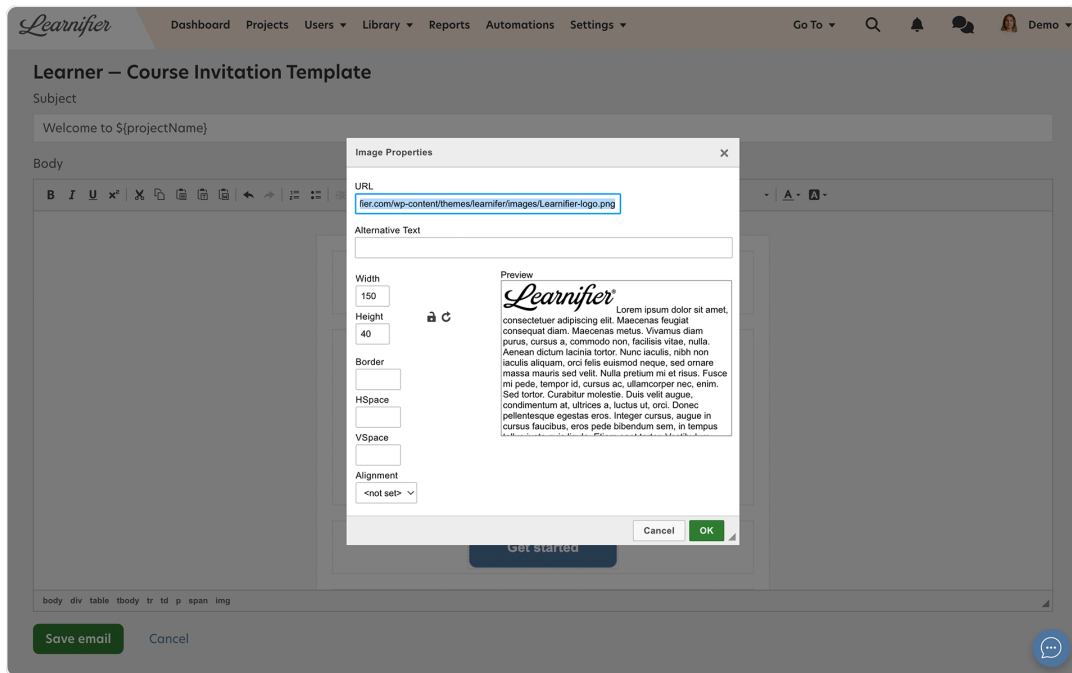 Learnifier
Dashboard Projects Users Library Reports Automations Settings Go To Demo
Learner – Course Invitation Template
Subject
Welcome to ${projectName}
Body
B I U x² A A
Image Properties
URL
fier.com/wp-content/themes/learnifer/images/Learnifier-logo.png
Alternative Text
Width
150
Height
40
Border
HSpace
VSpace
Alignment
<not set>
Preview
Learnifier® Lorem ipsum dolor sit amet,
consectetuer adipiscing elit. Maecenas feugiat
consequat diam. Maecenas metus. Vivamus diam
purus, cursus a, commodo non, facilisis vitae, nulla.
Aenean dictum lacinia tortor. Nunc iaculis, nibh non
iaculis aliquam, orci felis euismod neque, sed ornare
massa mauris sed velit. Nulla pretium mi et risus. Fusce
mi pede, tempor id, cursus ac, ullamcorper nec, enim.
Sed tortor. Curabitur molestie. Duis velit augue,
condimentum at, ultrices a, luctus ut, orci. Donec
pellentesque egestas eros. Integer cursus, augue in
cursus faucibus, eros pede bibendum sem, in tempus
Cancel OK
Get started
body div table tbody tr td p span img
Save email Cancel